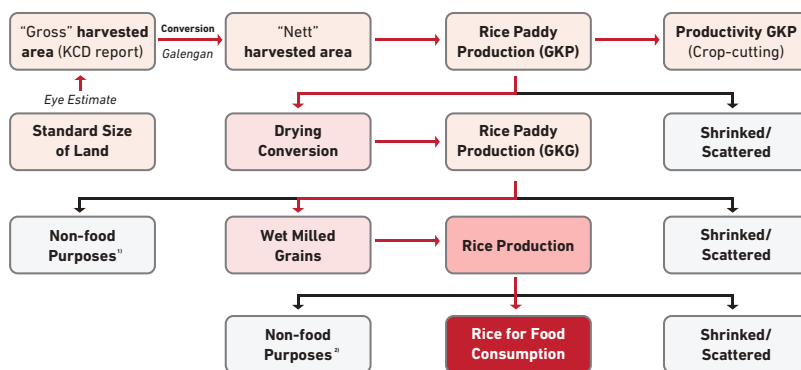 “Gross” harvested
area (KCD report)
Conversion
Galengan
“Nett”
harvested area
Rice Paddy
Production (GKP)
Productivity GKP
(Crop-cutting)
Eye Estimate
Standard Size
of Land
Drying
Conversion
Rice Paddy
Production (GKG)
Shrinked/
Scattered
Non-food
Purposes¹⁾
Wet Milled
Grains
Rice Production
Shrinked/
Scattered
Non-food
Purposes ²⁾
Rice for Food
Consumption
Shrinked/
Scattered